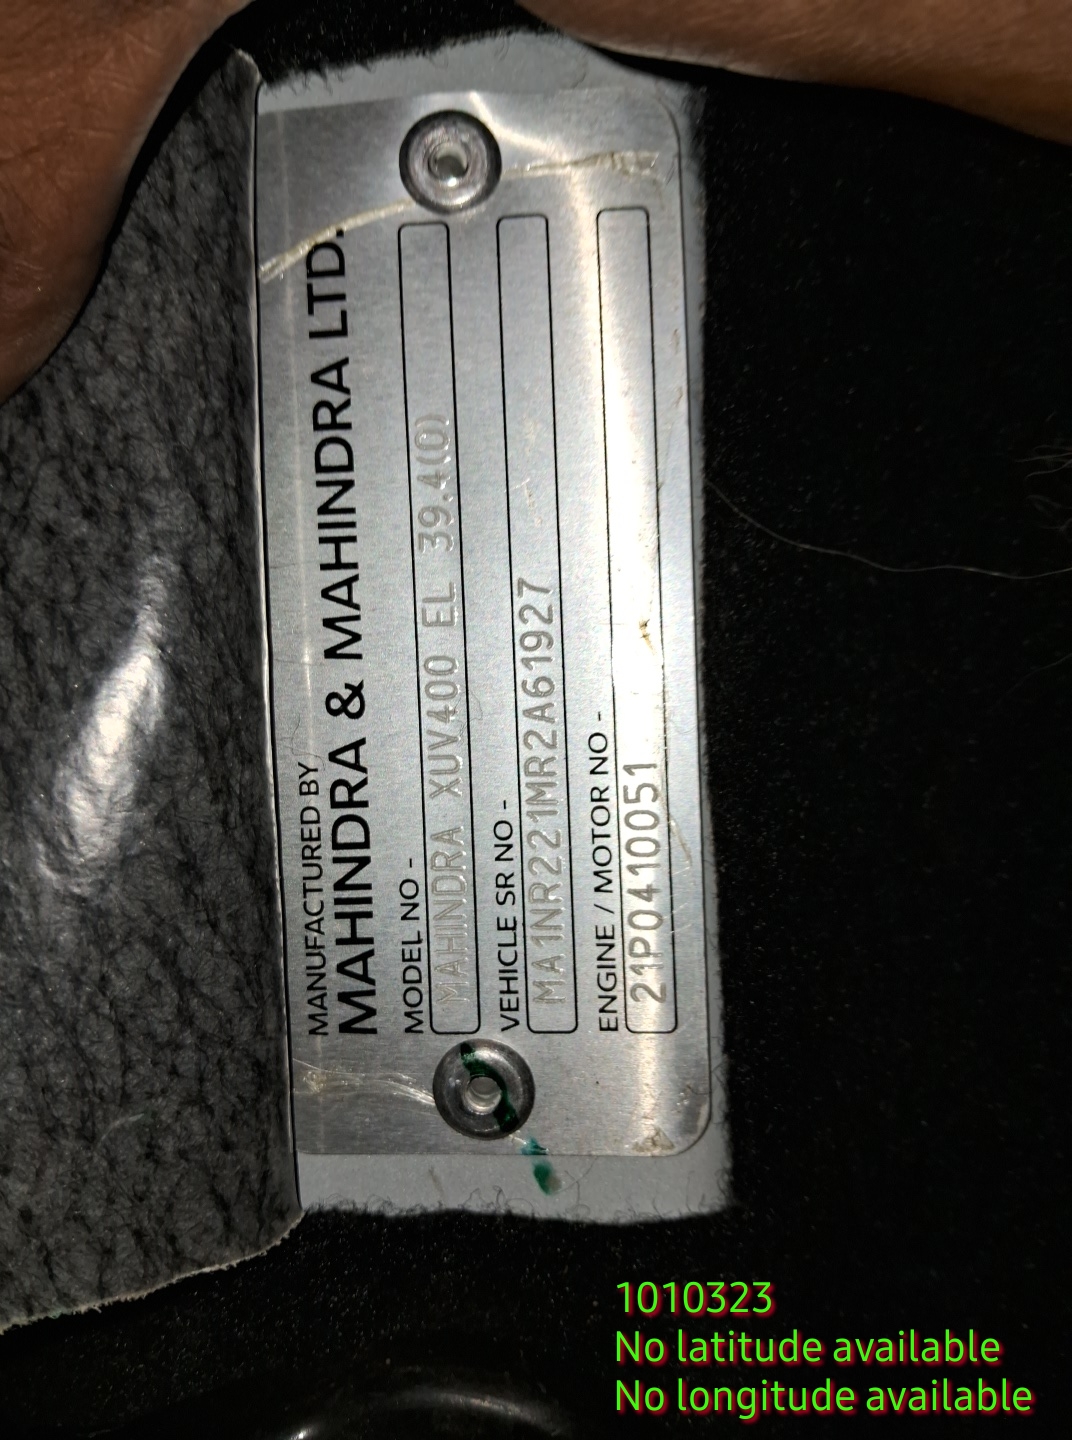 MANUFACTURED BY
MAHINDRA & MAHINDRA LTD.
MODEL NO -
MAHINDRA XUV400 EL 39.4(0)
VEHICLE SR NO -
MA1NR221MR2A61927
ENGINE / MOTOR NO -
21P0410051
1010323
No latitude available
No longitude available